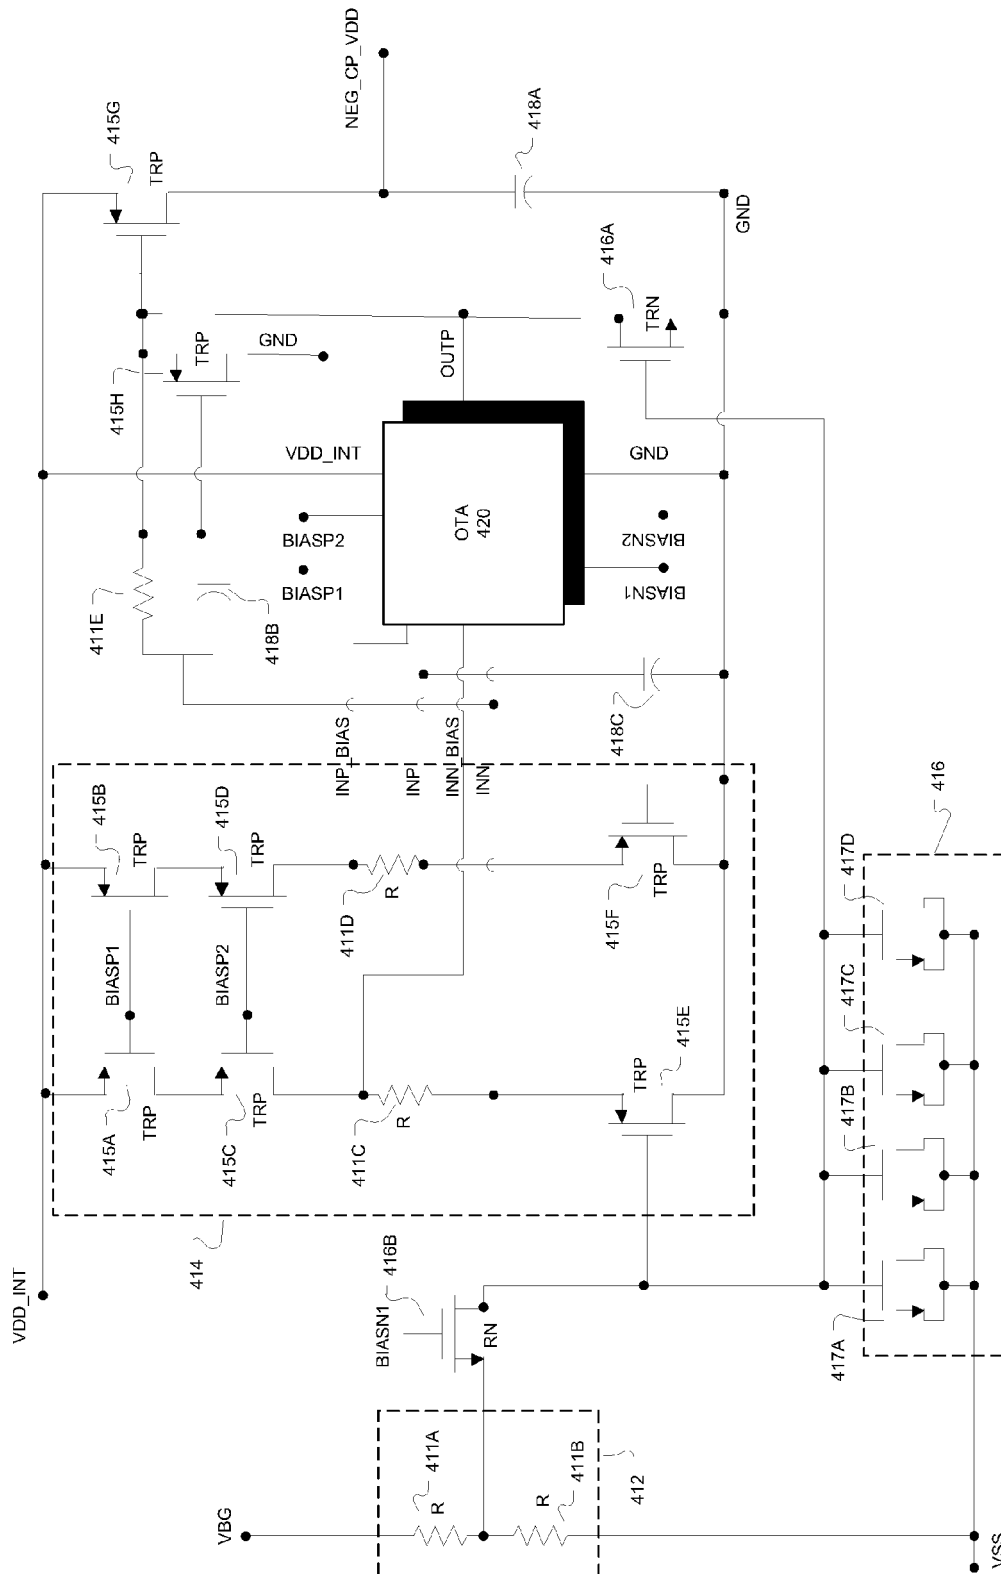 VDD_INT
VBG
VSS
411A
R
411B
R
412
BIASN1
416B
RN
414
415A
TRP
BIASP1
415B
TRP
415C
TRP
BIASP2
415D
TRP
411C
R
411D
R
415E
TRP
415F
TRP
INP_BIAS
INP
INN_BIAS
INN
411E
418B
418C
415H
TRP
GND
BIASP1
BIASP2
VDD_INT
OTA
420
OUTP
GND
BIASN1
BIASN2
415G
TRP
NEG_CP_VDD
418A
GND
416A
TRN
416
417A
417B
417C
417D